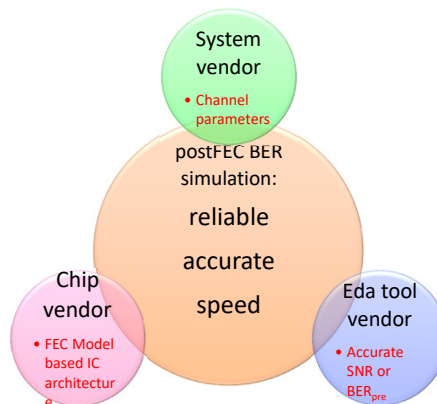 System
vendor
• Channel
parameters
postFEC BER
simulation:
reliable
accurate
speed
Chip
vendor
• FEC Model
based IC
architectur
e
Eda tool
vendor
• Accurate
SNR or
BERpre